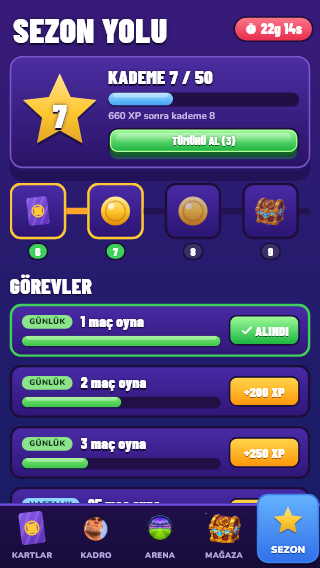 SEZON YOLU
22g 14s
7
KADEME 7 / 50
660 XP sonra kademe 8
TÜMÜNÜ AL (3)
6
7
8
9
GÖREVLER
GÜNLÜK
1 maç oyna
ALINDI
GÜNLÜK
2 maç oyna
+200 XP
GÜNLÜK
3 maç oyna
+250 XP
KARTLAR
KADRO
ARENA
MAĞAZA
SEZON